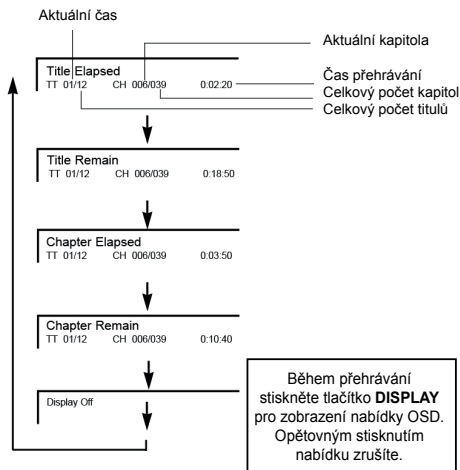 Aktuální čas
Aktuální kapitola
Title Elapsed
TT 01/12 CH 006/039 0:02:20
Čas přehrávání
Celkový počet kapitol
Celkový počet titulů
Title Remain
TT 01/12 CH 006/039 0:18:50
Chapter Elapsed
TT 01/12 CH 006/039 0:03:50
Chapter Remain
TT 01/12 CH 006/039 0:10:40
Display Off
Během přehrávání
stiskněte tlačítko DISPLAY
pro zobrazení nabídky OSD.
Opětovným stisknutím
nabídku zrušíte.